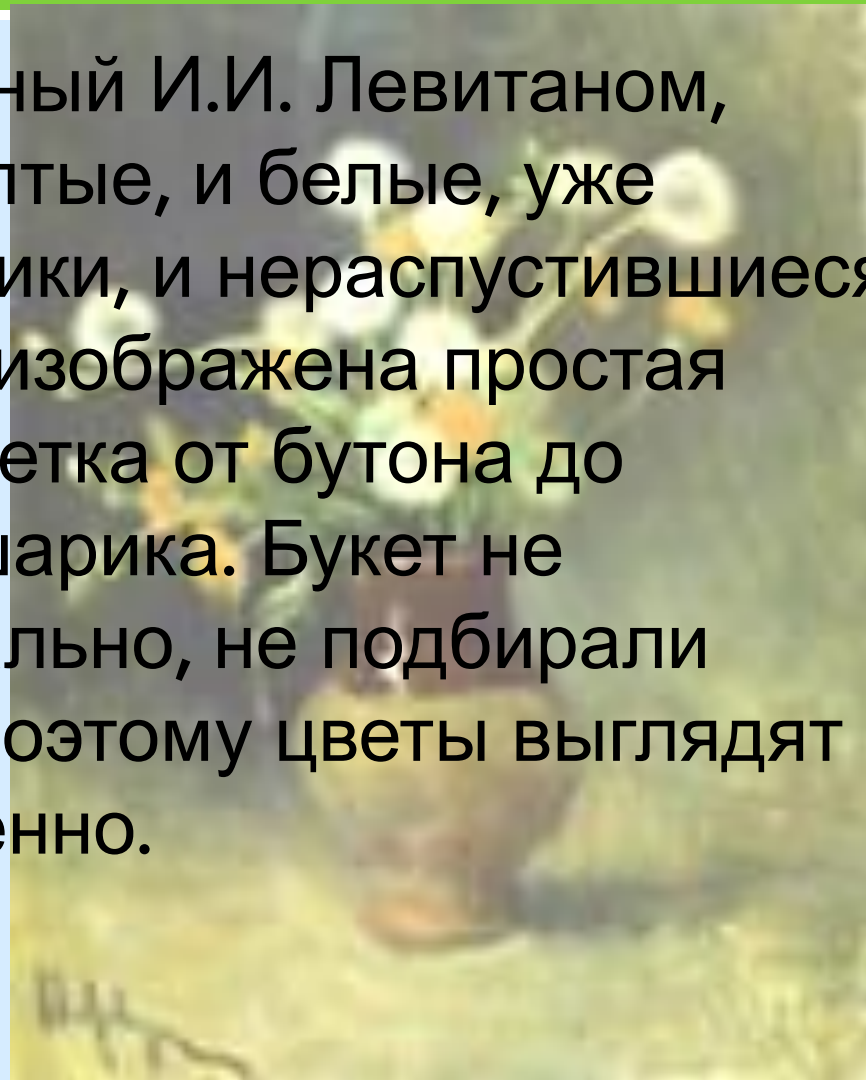 ный И.И. Левитаном,
лтые, и белые, уже
ики, и нераспустившиеся
изображена простая
етка от бутона до
шарика. Букет не
льно, не подбирали
поэтому цветы выглядят
енно.